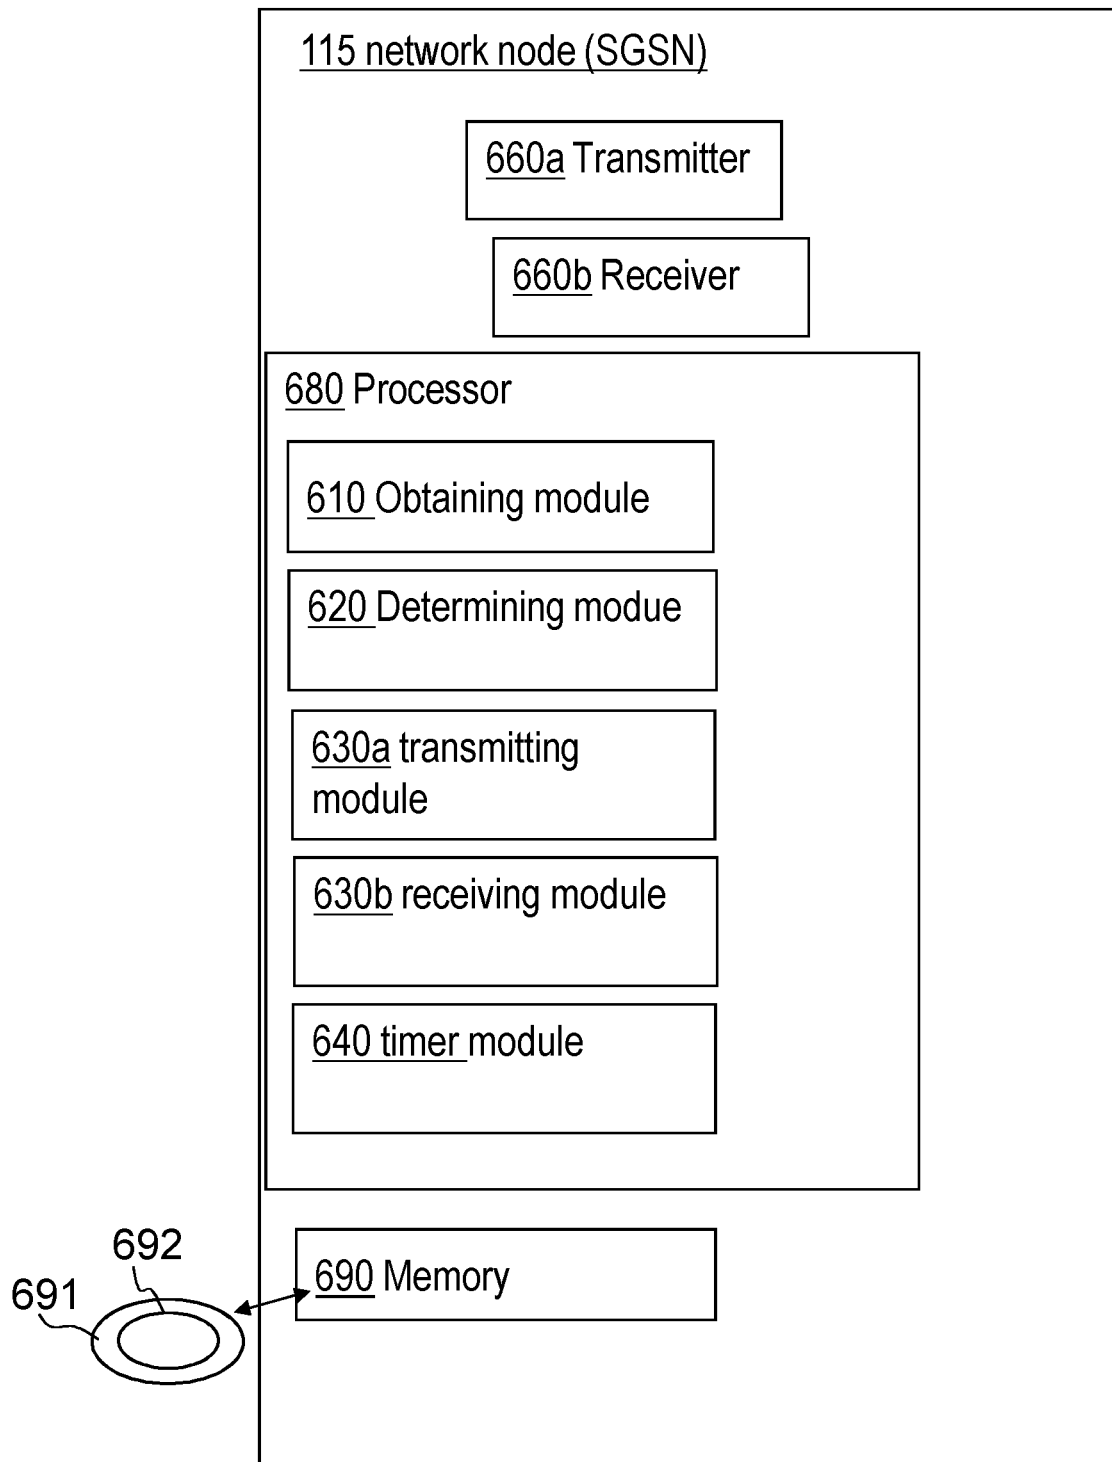 115 network node (SGSN)
660a Transmitter
660b Receiver
680 Processor
610 Obtaining module
620 Determining modue
630a transmitting
module
630b receiving module
640 timer module
690 Memory
692
691